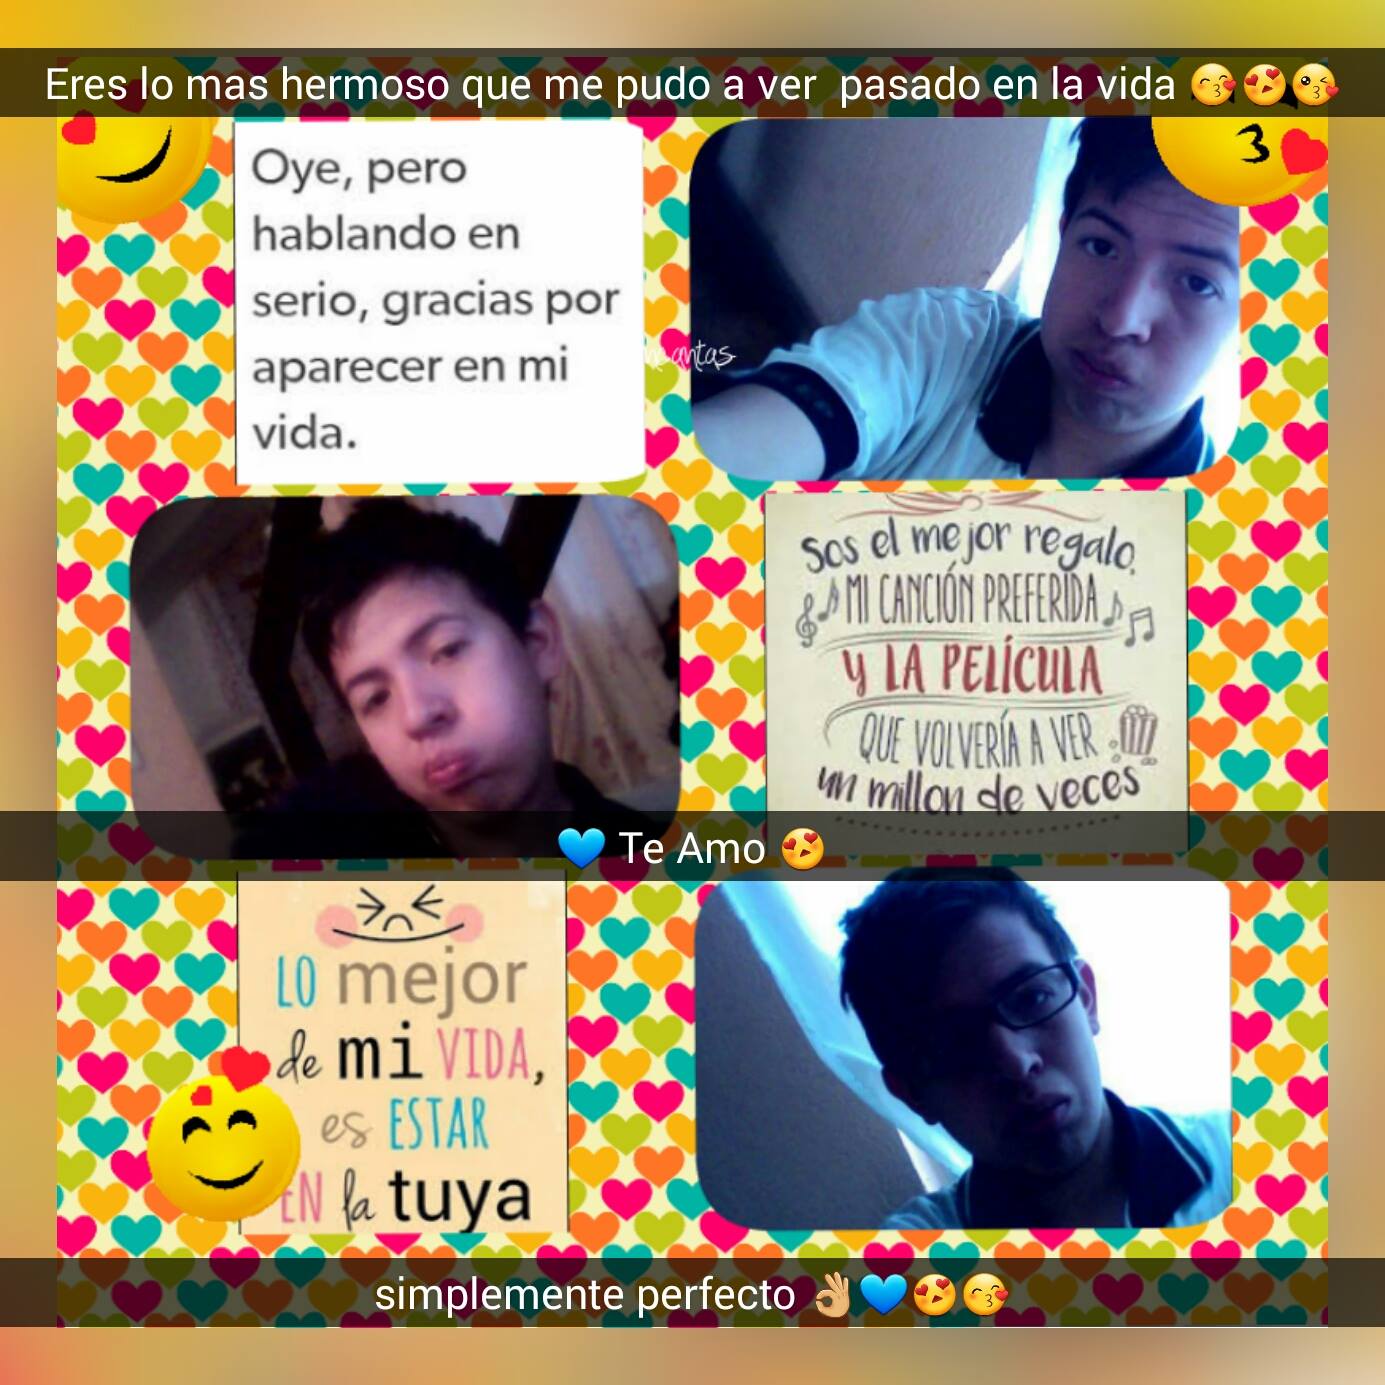 Eres lo mas hermoso que me pudo a ver  pasado en la vida 😙😍😘
Oye, pero
hablando en
serio, gracias por
aparecer en mi
vida.
Sos el mejor regalo,
MI CANCIÓN PREFERIDA
Y LA PELÍCULA
QUE VOLVERÍA A VER
un millon de veces
💙 Te Amo 😍
LO mejor
de mi VIDA,
es ESTAR
EN la tuya
simplemente perfecto 👌🏼💙😍😙